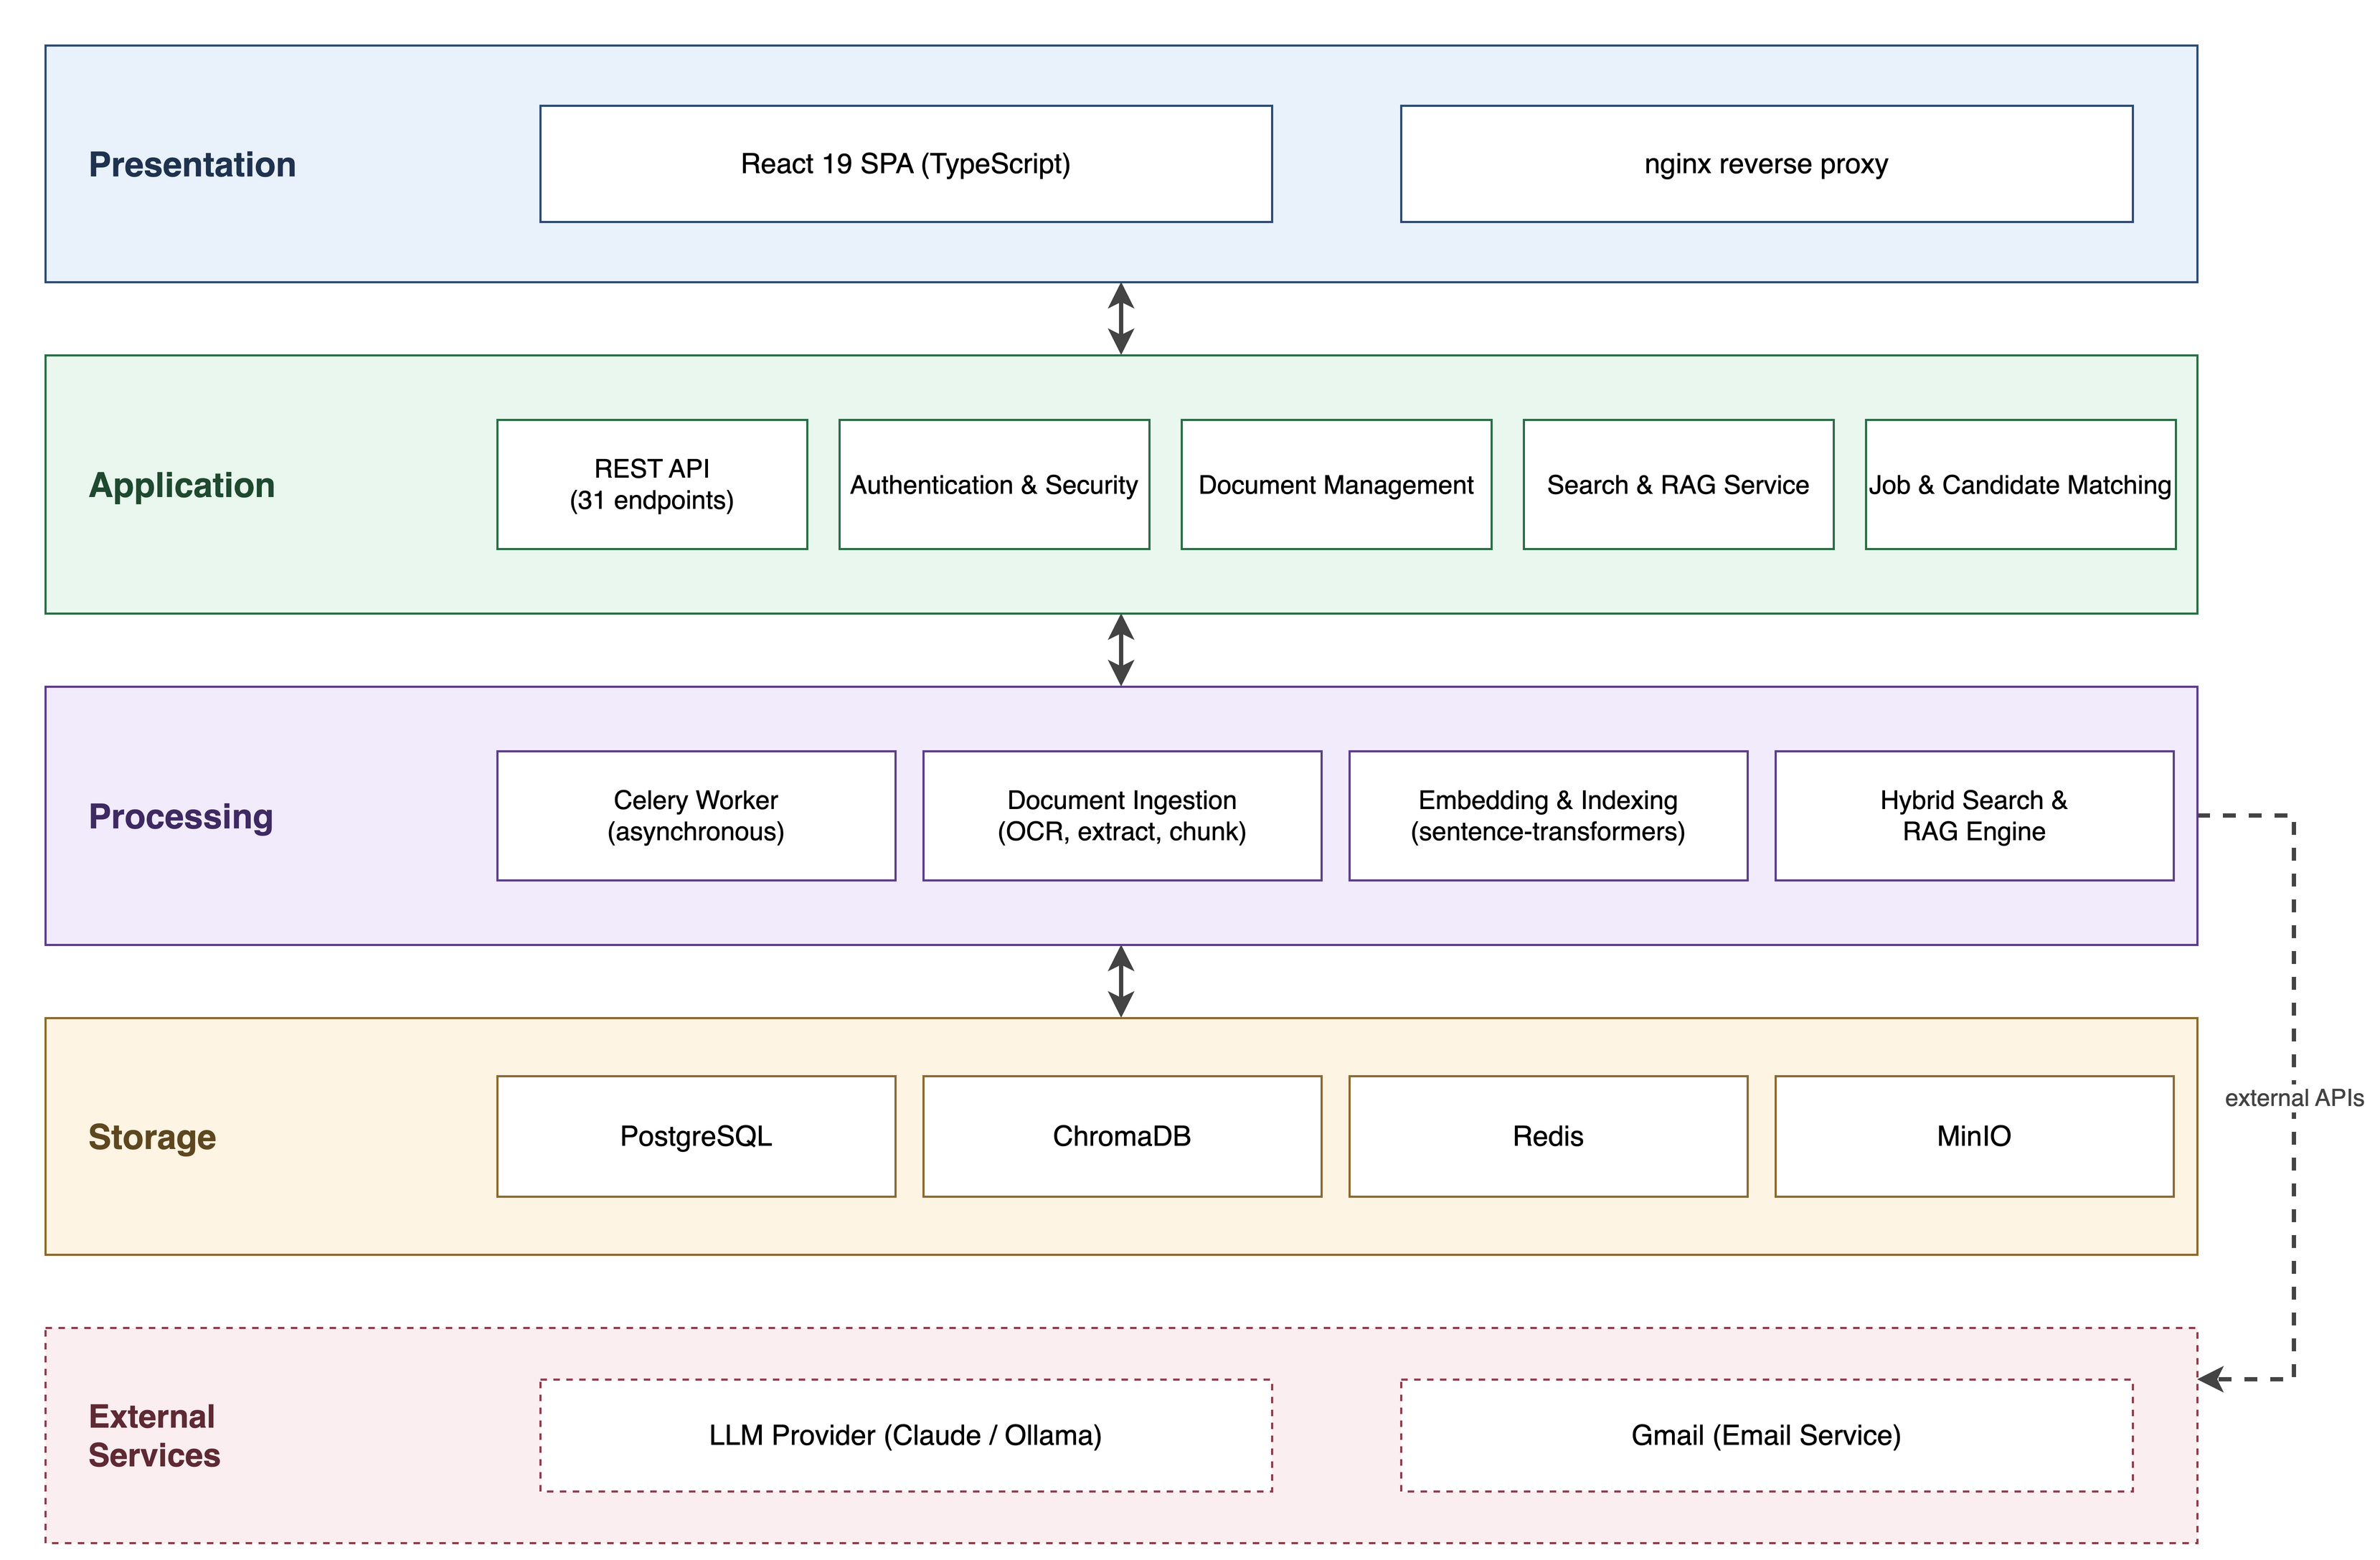 Presentation
React 19 SPA (TypeScript)
nginx reverse proxy
Application
REST API
(31 endpoints)
Authentication & Security
Document Management
Search & RAG Service
Job & Candidate Matching
Processing
Celery Worker
(asynchronous)
Document Ingestion
(OCR, extract, chunk)
Embedding & Indexing
(sentence-transformers)
Hybrid Search &
RAG Engine
Storage
PostgreSQL
ChromaDB
Redis
MinIO
external APIs
External
Services
LLM Provider (Claude / Ollama)
Gmail (Email Service)